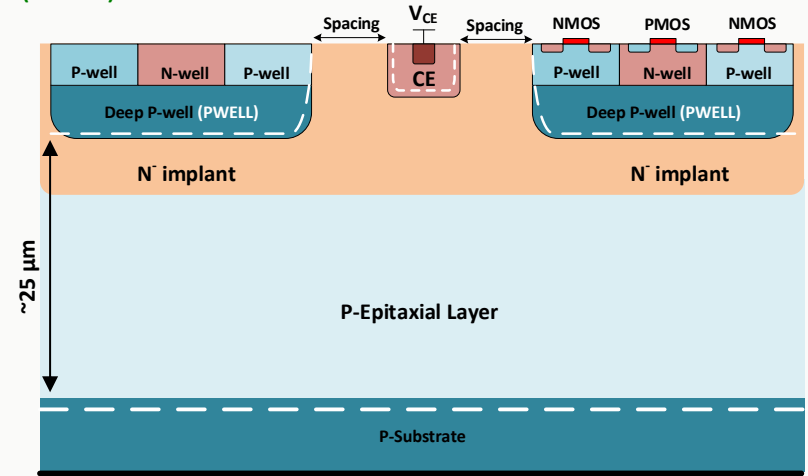 Spacing
V_CE
Spacing
NMOS
PMOS
NMOS
P-well
N-well
P-well
CE
P-well
N-well
P-well
Deep P-well (PWELL)
Deep P-well (PWELL)
N⁻ implant
N⁻ implant
~25 µm
P-Epitaxial Layer
P-Substrate